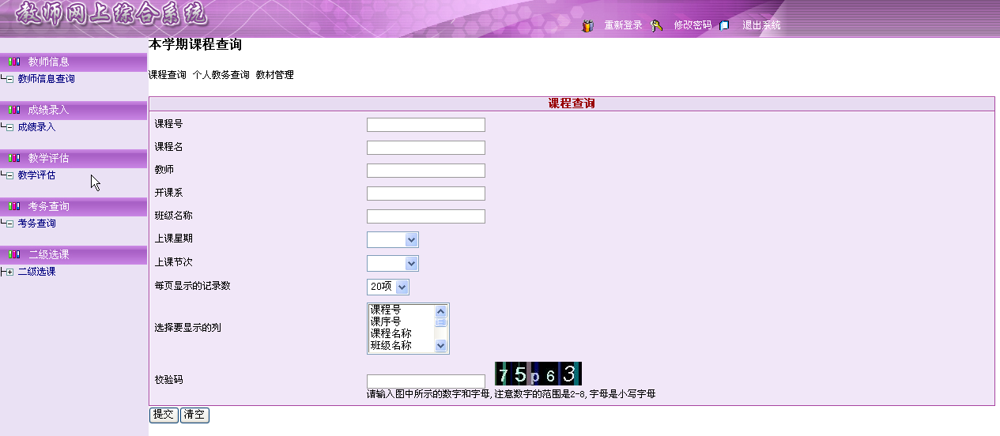 教师网上综合系统
重新登录 修改密码 退出系统
本学期课程查询
课程查询 个人教务查询 教材管理
教师信息
教师信息查询
成绩录入
成绩录入
教学评估
教学评估
考务查询
考务查询
二级选课
二级选课
课程查询
课程号
课程名
教师
开课系
班级名称
上课星期
上课节次
每页显示的记录数 20项
选择要显示的列
课程号
课序号
课程名称
班级名称
校验码 75p63
请输入图中所示的数字和字母,注意数字的范围是2-8,字母是小写字母
提交 清空